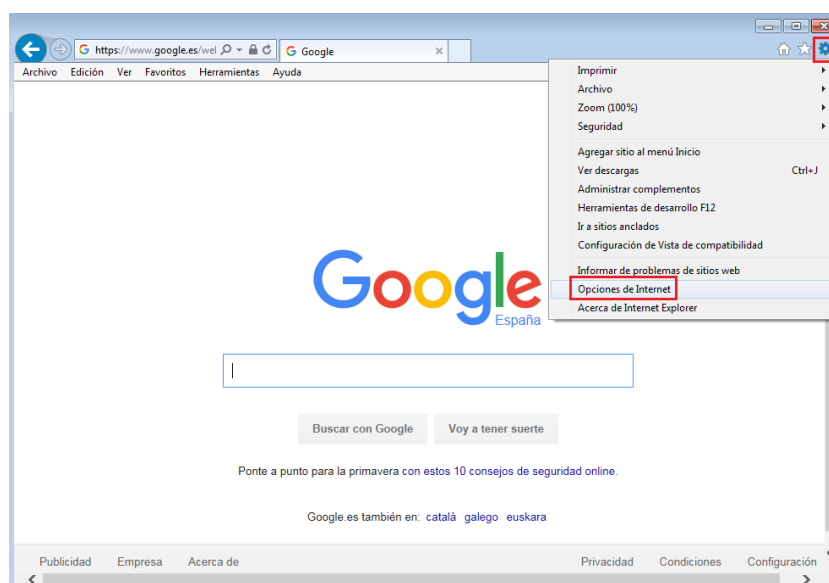 https://www.google.es/wel
Google
Archivo Edición Ver Favoritos Herramientas Ayuda
Imprimir
Archivo
Zoom (100%)
Seguridad
Agregar sitio al menú Inicio
Ver descargas Ctrl+J
Administrar complementos
Herramientas de desarrollo F12
Ir a sitios anclados
Configuración de Vista de compatibilidad
Informar de problemas de sitios web
Opciones de Internet
Acerca de Internet Explorer
Google
España
Buscar con Google Voy a tener suerte
Ponte a punto para la primavera con estos 10 consejos de seguridad online.
Google.es también en: català galego euskara
Publicidad Empresa Acerca de Privacidad Condiciones Configuración